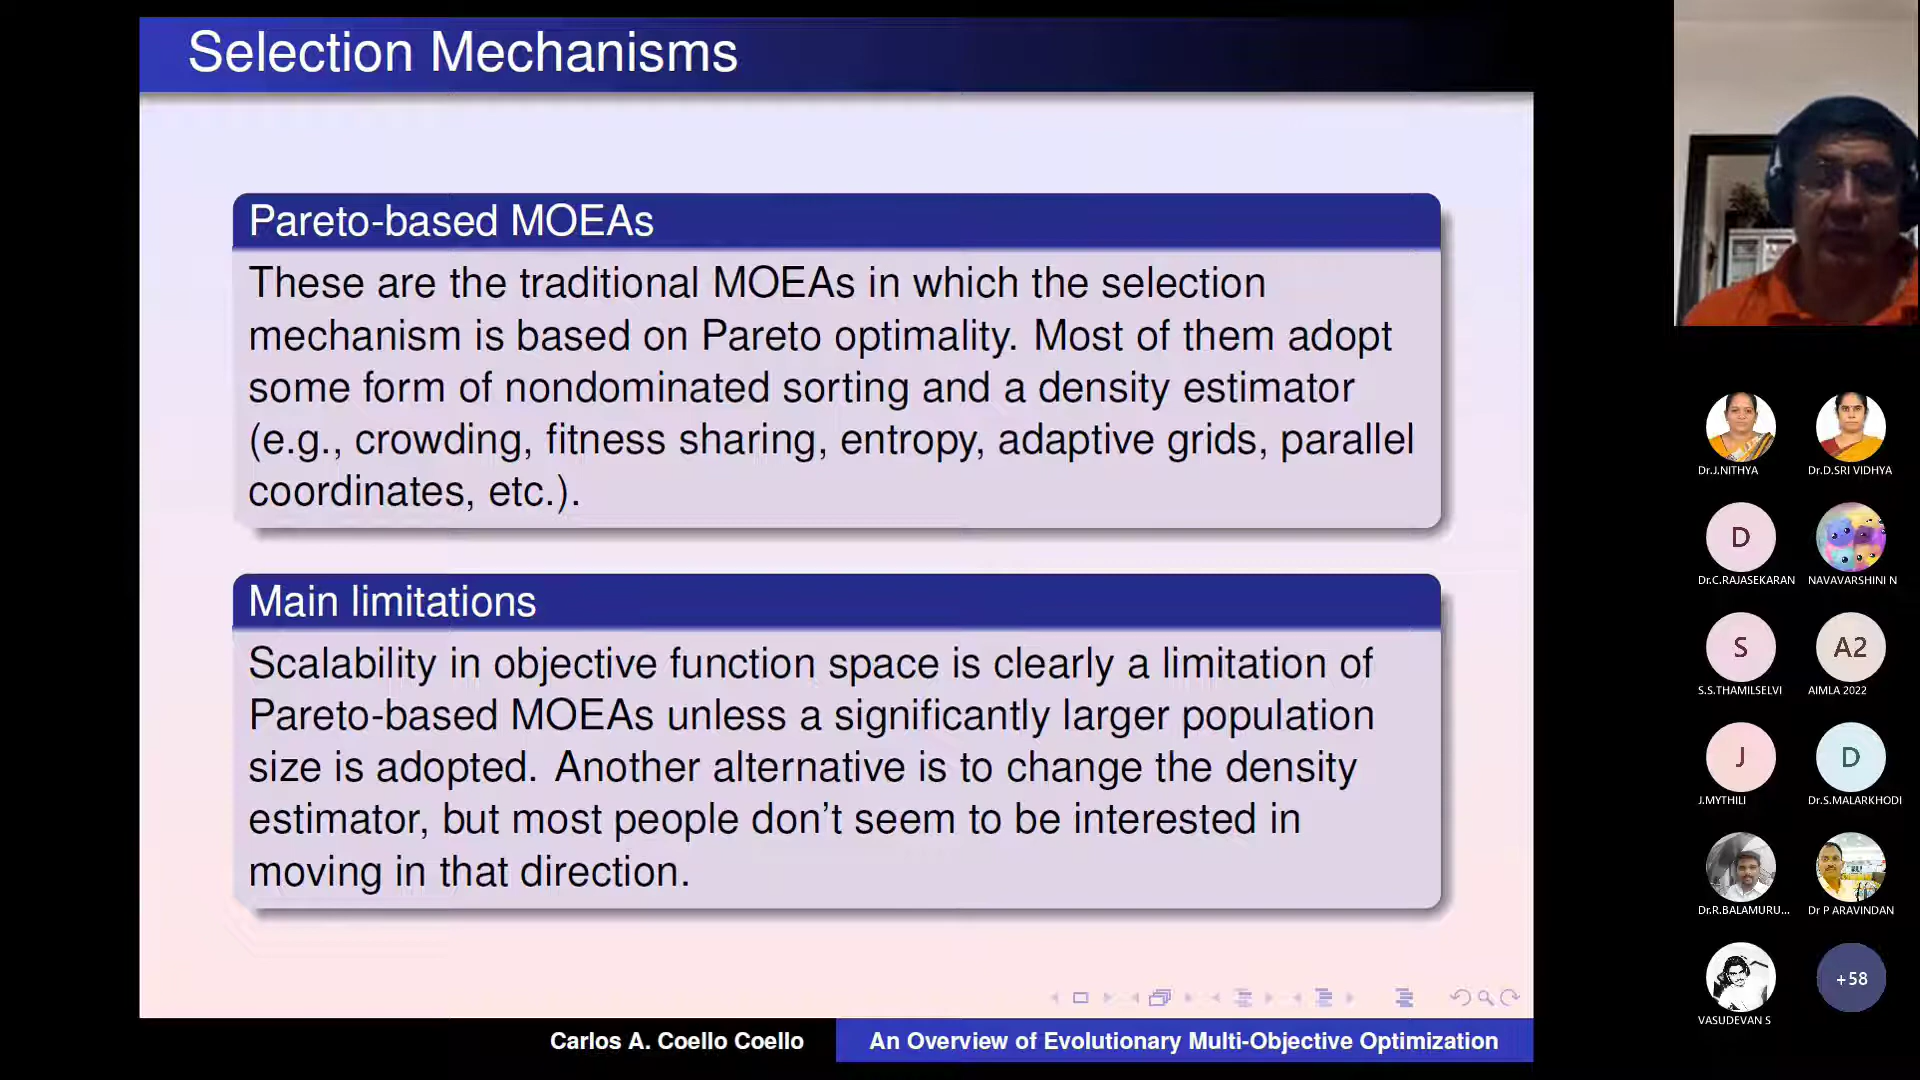 Selection Mechanisms
Pareto-based MOEAs
These are the traditional MOEAs in which the selection
mechanism is based on Pareto optimality. Most of them adopt
some form of nondominated sorting and a density estimator
(e.g., crowding, fitness sharing, entropy, adaptive grids, parallel
coordinates, etc.).
Main limitations
Scalability in objective function space is clearly a limitation of
Pareto-based MOEAs unless a significantly larger population
size is adopted. Another alternative is to change the density
estimator, but most people don't seem to be interested in
moving in that direction.
Carlos A. Coello Coello
An Overview of Evolutionary Multi-Objective Optimization
Dr.J.NITHYA
Dr.D.SRI VIDHYA
D
Dr.C.RAJASEKARAN
NAVAVARSHINI N
S
S.S.THAMILSELVI
A2
AIMLA 2022
J
J.MYTHILI
D
Dr.S.MALARKHODI
Dr.R.BALAMURU...
Dr P ARAVINDAN
VASUDEVAN S
+58